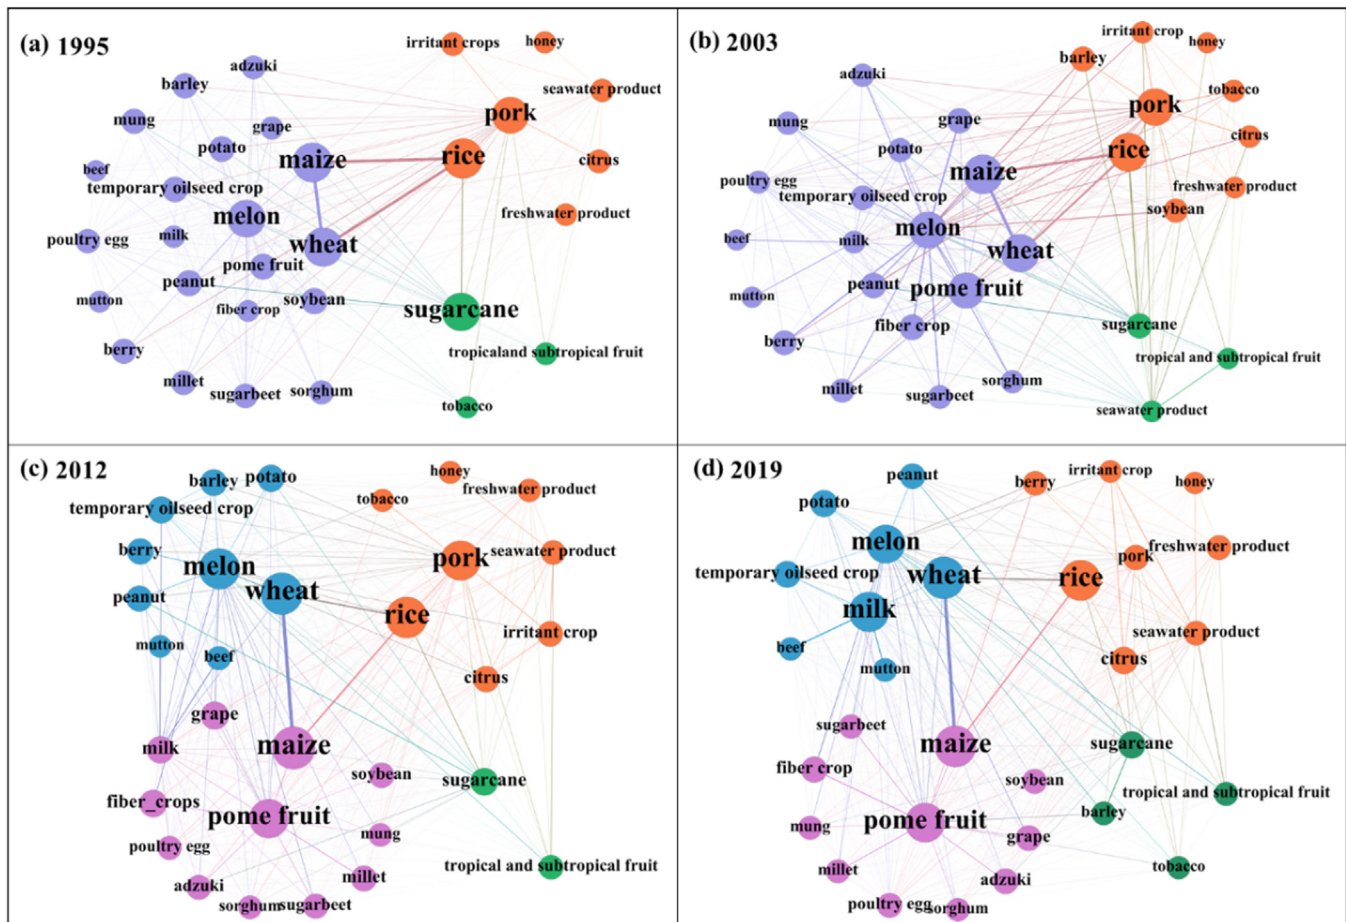 (a) 1995
irritant crops
honey
adzuki
barley
seawater product
pork
mung
grape
potato
maize
rice
citrus
beef
temporary oilseed crop
melon
freshwater product
poultry egg
milk
wheat
pome fruit
peanut
mutton
fiber crop
soybean
sugarcane
berry
tropicaland subtropical fruit
millet
sugarbeet
sorghum
tobacco
(b) 2003
irritant crop
honey
barley
adzuki
tobacco
pork
mung
grape
citrus
potato
rice
maize
poultry egg
temporary oilseed crop
freshwater product
soybean
melon
beef
milk
wheat
peanut
pome fruit
mutton
fiber crop
sugarcane
berry
tropical and subtropical fruit
sorghum
millet
sugarbeet
seawater product
(c) 2012
honey
barley
potato
freshwater product
tobacco
temporary oilseed crop
berry
melon
pork
seawater product
wheat
peanut
rice
irritant crop
mutton
beef
citrus
grape
milk
maize
soybean
sugarcane
fiber_crops
pome fruit
mung
poultry egg
tropical and subtropical fruit
adzuki
millet
sorghum
sugarbeet
(d) 2019
peanut
irritant crop
berry
honey
potato
melon
freshwater product
pork
temporary oilseed crop
wheat
rice
milk
seawater product
beef
mutton
citrus
sugarbeet
maize
sugarcane
fiber crop
soybean
tropical and subtropical fruit
barley
mung
pome fruit
grape
millet
tobacco
adzuki
poultry egg
sorghum